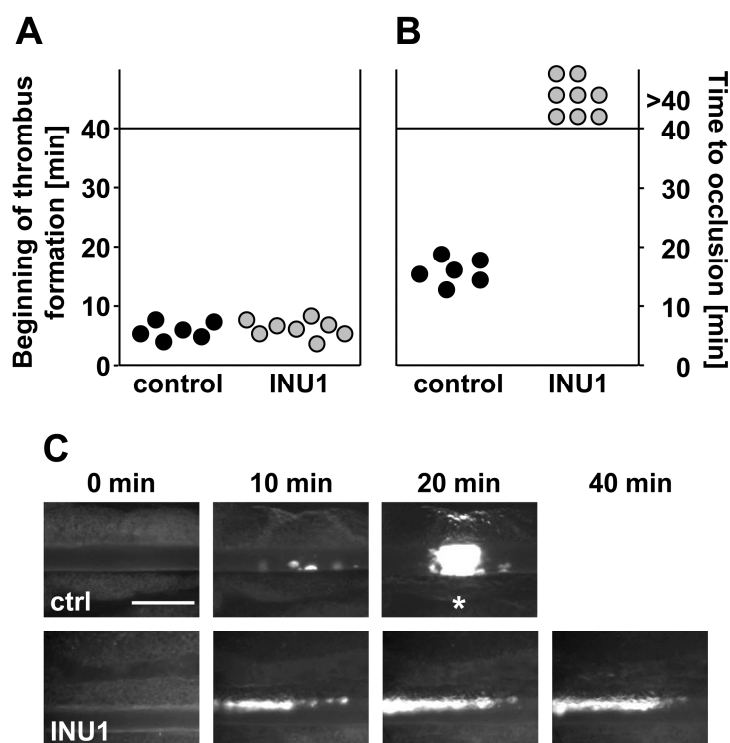 A
B
Beginning of thrombus
formation [min]
40
30
20
10
0
control
INU1
>40
40
30
20
10
0
control
INU1
Time to occlusion [min]
C
0 min
10 min
20 min
40 min
ctrl
*
INU1